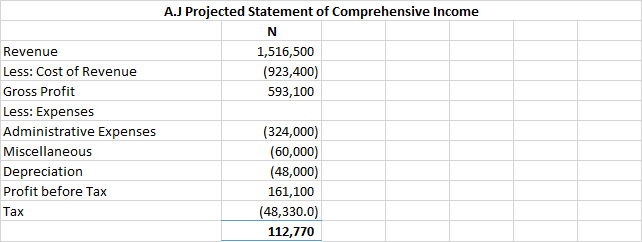 A.J Projected Statement of Comprehensive Income
N
Revenue 1,516,500
Less: Cost of Revenue (923,400)
Gross Profit 593,100
Less: Expenses
Administrative Expenses (324,000)
Miscellaneous (60,000)
Depreciation (48,000)
Profit before Tax 161,100
Tax (48,330.0)
112,770